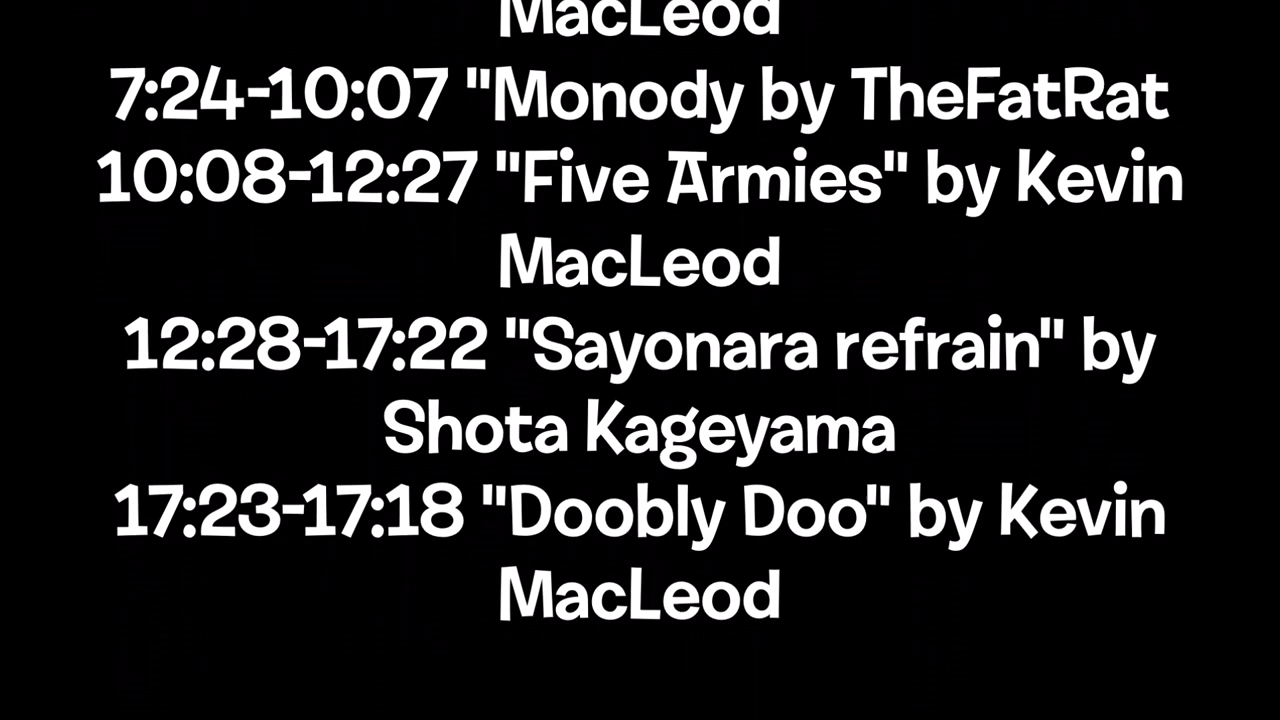 MacLeod
7:24-10:07 "Monody by TheFatRat
10:08-12:27 "Five Armies" by Kevin
MacLeod
12:28-17:22 "Sayonara refrain" by
Shota Kageyama
17:23-17:18 "Doobly Doo" by Kevin
MacLeod